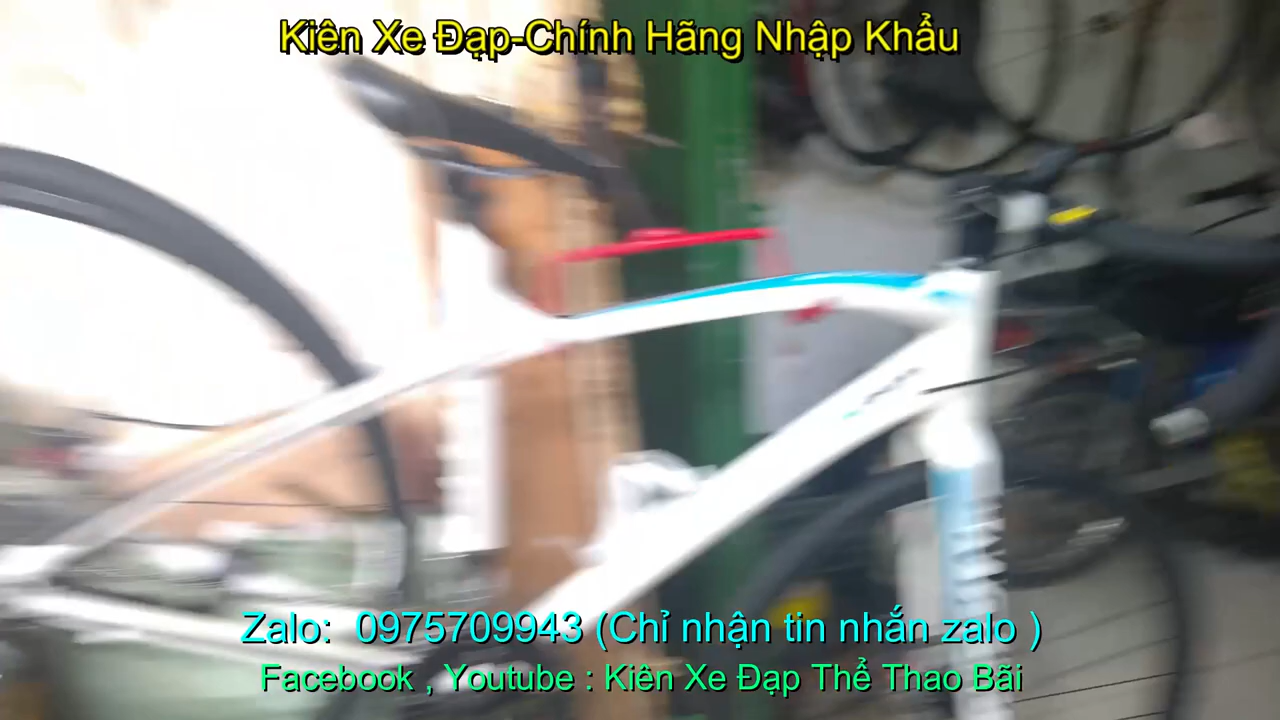 Kiên Xe Đạp-Chính Hãng Nhập Khẩu
Zalo: 0975709943 (Chỉ nhận tin nhắn zalo )
Facebook , Youtube : Kiên Xe Đạp Thể Thao Bãi